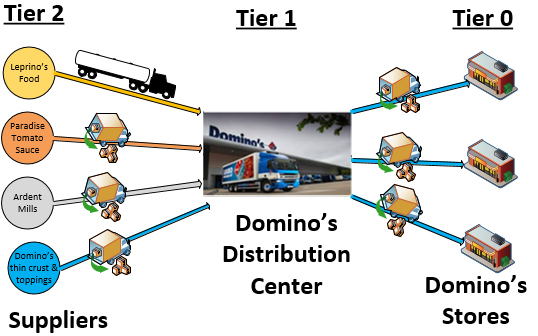 Tier 2
Tier 1
Tier 0
Leprino's
Food
Paradise
Tomato
Sauce
Ardent
Mills
Domino's
thin crust &
toppings
Suppliers
Domino's
Domino's
Distribution
Center
Domino's
Stores